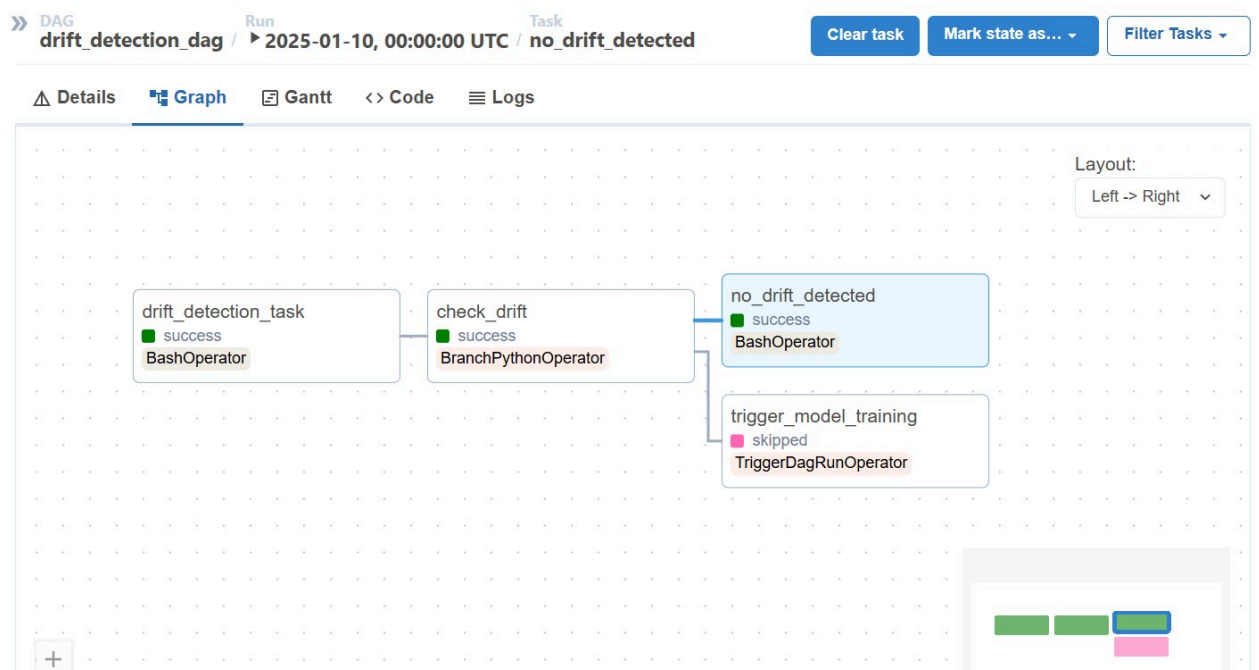 DAG
drift_detection_dag
/
Run
2025-01-10, 00:00:00 UTC
/
Task
no_drift_detected
Clear task
Mark state as...
Filter Tasks
Details
Graph
Gantt
<> Code
Logs
Layout:
Left -> Right
drift_detection_task
success
BashOperator
check_drift
success
BranchPythonOperator
no_drift_detected
success
BashOperator
trigger_model_training
skipped
TriggerDagRunOperator
+